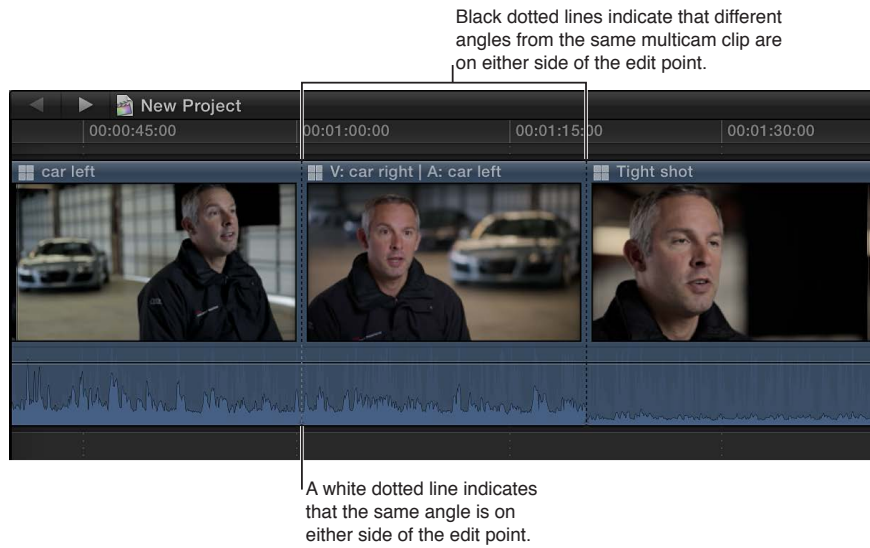 Black dotted lines indicate that different
angles from the same multicam clip are
on either side of the edit point.
New Project
00:00:45:00
00:01:00:00
00:01:15:00
00:01:30:00
car left
V: car right | A: car left
Tight shot
A white dotted line indicates
that the same angle is on
either side of the edit point.